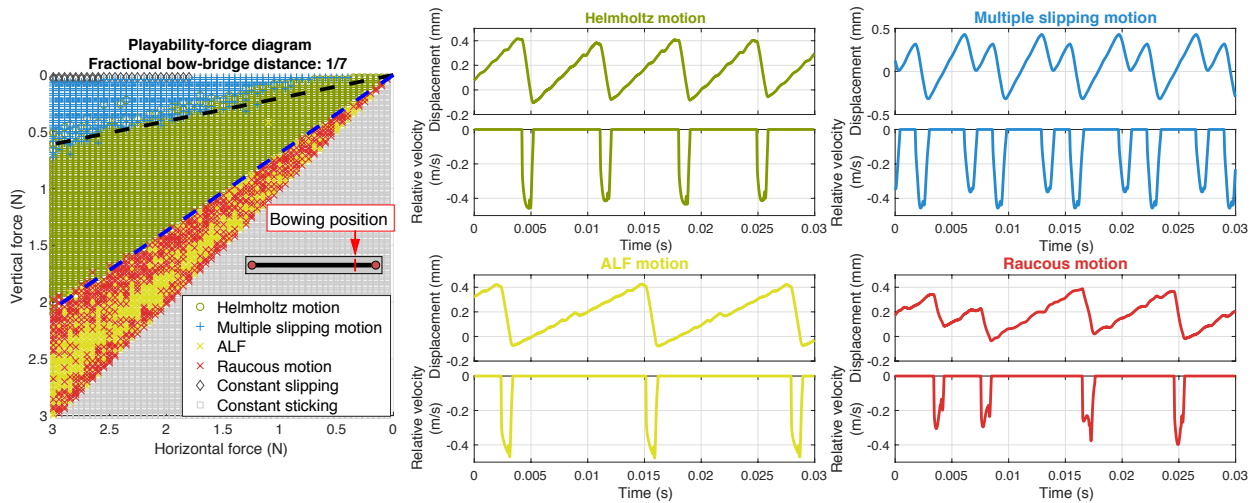 Playability-force diagram
Fractional bow-bridge distance: 1/7
0
0.5
1
1.5
2
2.5
3
Vertical force (N)
3
2.5
2
1.5
1
0.5
0
Horizontal force (N)
Bowing position
Helmholtz motion
Multiple slipping motion
ALF
Raucous motion
Constant slipping
Constant sticking
Helmholtz motion
Displacement (mm)
0.4
0.2
0
-0.2
Relative velocity
(m/s)
0
-0.2
-0.4
0
0.005
0.01
0.015
0.02
0.025
0.03
Time (s)
Multiple slipping motion
Displacement (mm)
0.5
0
-0.5
Relative velocity
(m/s)
0
-0.2
-0.4
0
0.005
0.01
0.015
0.02
0.025
0.03
Time (s)
ALF motion
Displacement (mm)
0.4
0.2
0
-0.2
Relative velocity
(m/s)
0
-0.2
-0.4
0
0.005
0.01
0.015
0.02
0.025
0.03
Time (s)
Raucous motion
Displacement (mm)
0.4
0.2
0
-0.2
Relative velocity
(m/s)
0
-0.2
-0.4
0
0.005
0.01
0.015
0.02
0.025
0.03
Time (s)